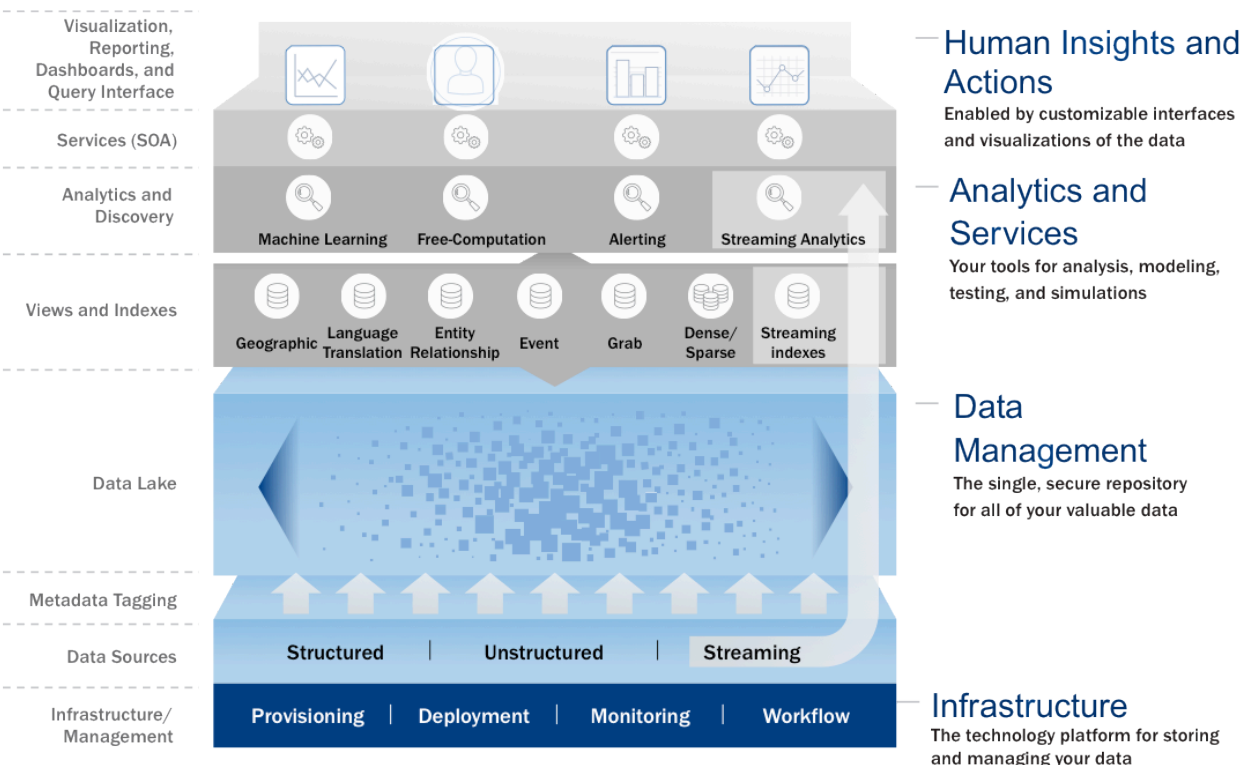 Visualization,
Reporting,
Dashboards, and
Query Interface
Services (SOA)
Analytics and
Discovery
Views and Indexes
Data Lake
Metadata Tagging
Data Sources
Infrastructure/
Management
Machine Learning
Free-Computation
Alerting
Streaming Analytics
Geographic
Language
Translation
Entity
Relationship
Event
Grab
Dense/
Sparse
Streaming
indexes
Structured
Unstructured
Streaming
Provisioning
Deployment
Monitoring
Workflow
Human Insights and
Actions
Enabled by customizable interfaces
and visualizations of the data
Analytics and
Services
Your tools for analysis, modeling,
testing, and simulations
Data
Management
The single, secure repository
for all of your valuable data
Infrastructure
The technology platform for storing
and managing your data